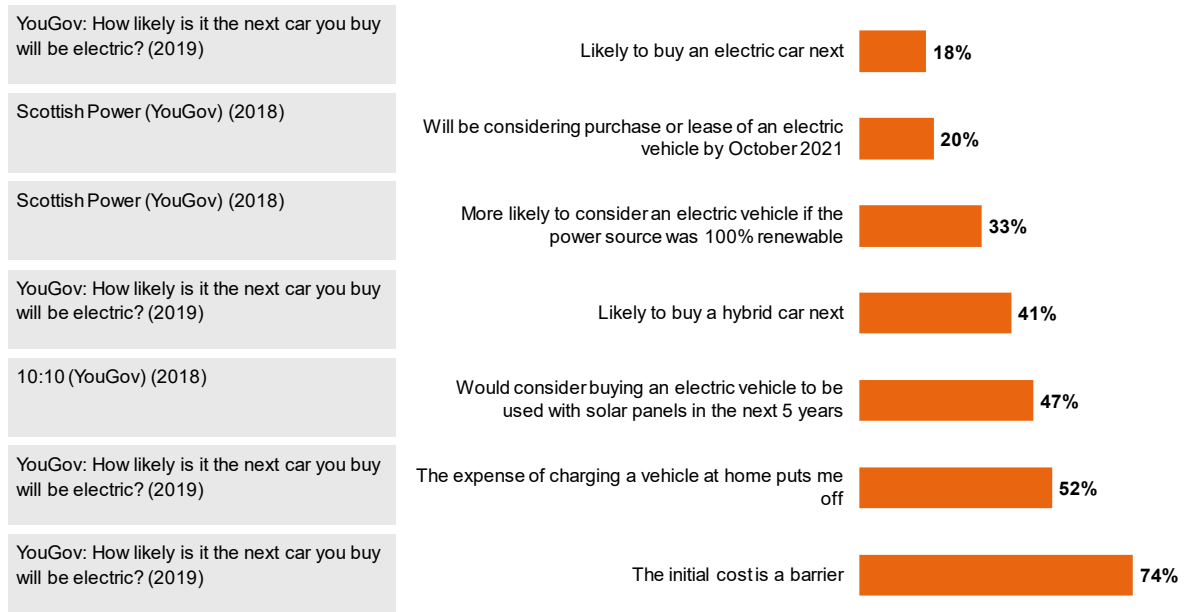 YouGov: How likely is it the next car you buy
will be electric? (2019)
Likely to buy an electric car next
18%
Scottish Power (YouGov) (2018)
Will be considering purchase or lease of an electric
vehicle by October 2021
20%
Scottish Power (YouGov) (2018)
More likely to consider an electric vehicle if the
power source was 100% renewable
33%
YouGov: How likely is it the next car you buy
will be electric? (2019)
Likely to buy a hybrid car next
41%
10:10 (YouGov) (2018)
Would consider buying an electric vehicle to be
used with solar panels in the next 5 years
47%
YouGov: How likely is it the next car you buy
will be electric? (2019)
The expense of charging a vehicle at home puts me
off
52%
YouGov: How likely is it the next car you buy
will be electric? (2019)
The initial cost is a barrier
74%